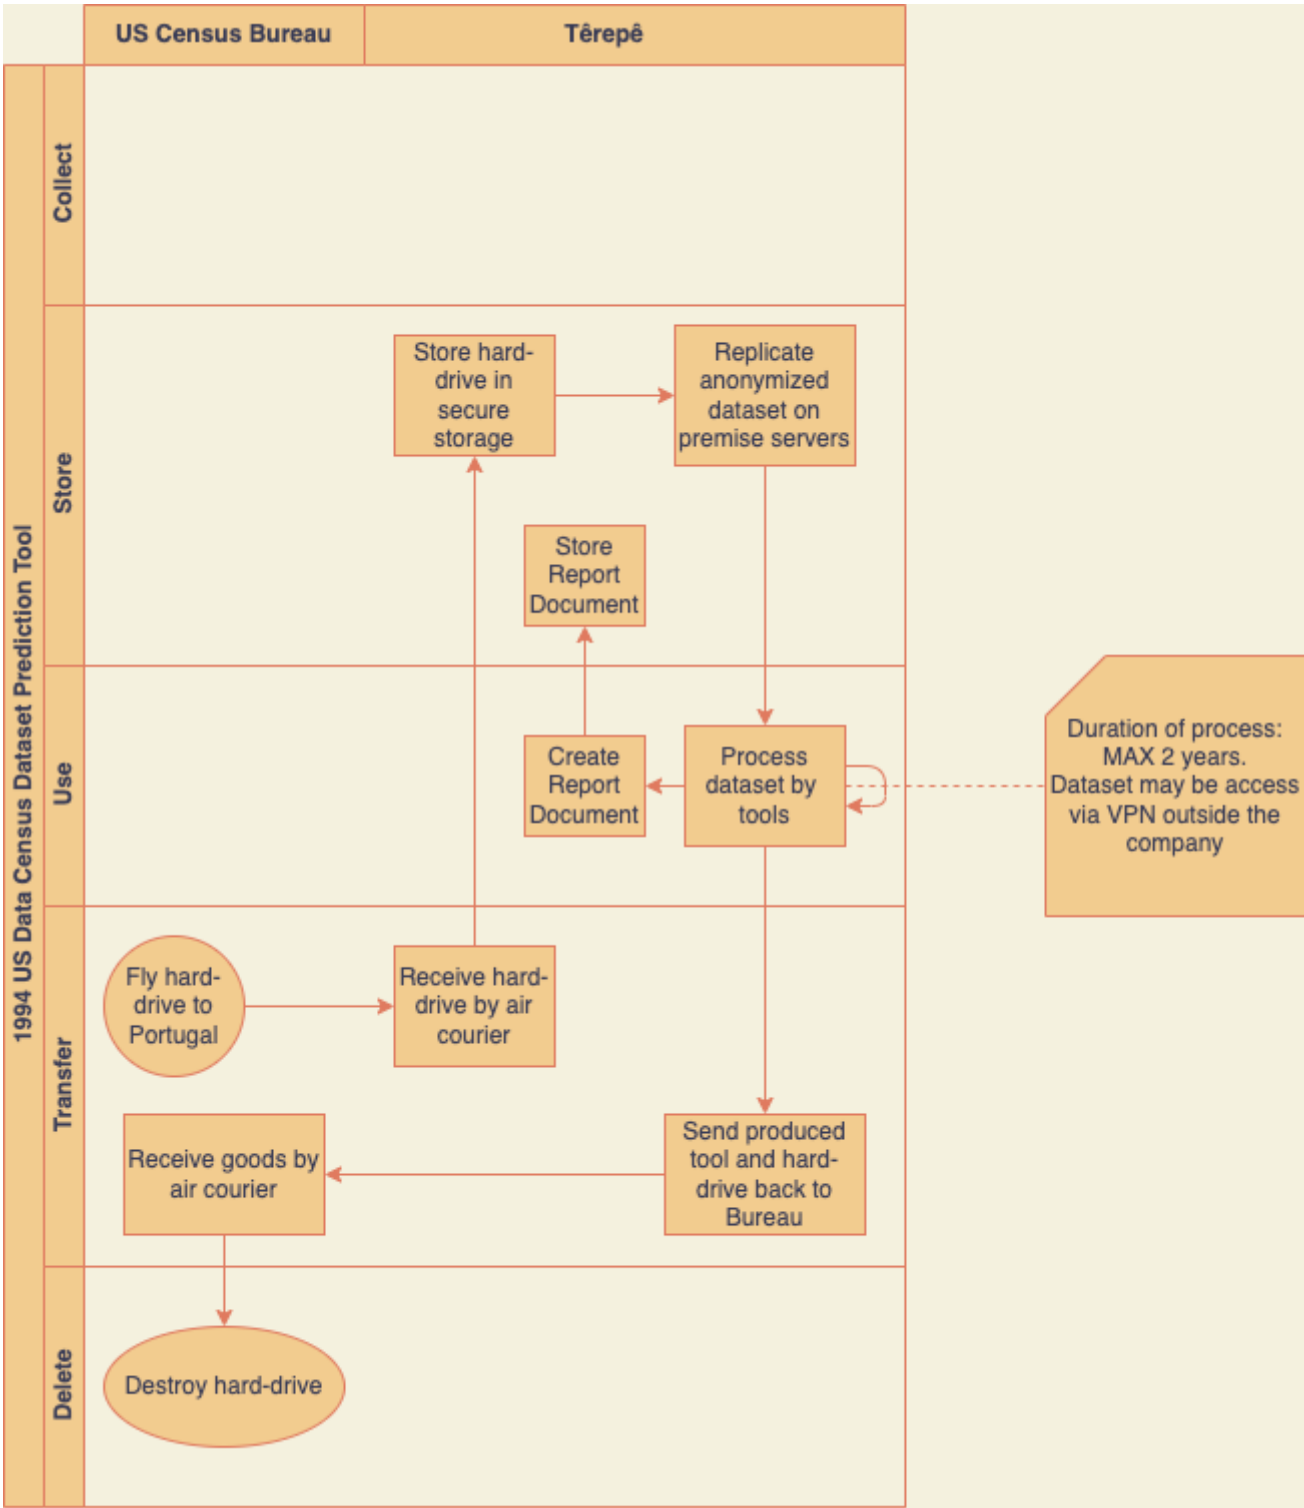 US Census Bureau
Têrepê
1994 US Data Census Dataset Prediction Tool
Collect
Store
Store hard-
drive in
secure
storage
Replicate
anonymized
dataset on
premise servers
Store
Report
Document
Use
Create
Report
Document
Process
dataset by
tools
Duration of process:
MAX 2 years.
Dataset may be access
via VPN outside the
company
Transfer
Fly hard-
drive to
Portugal
Receive hard-
drive by air
courier
Receive goods by
air courier
Send produced
tool and hard-
drive back to
Bureau
Delete
Destroy hard-drive